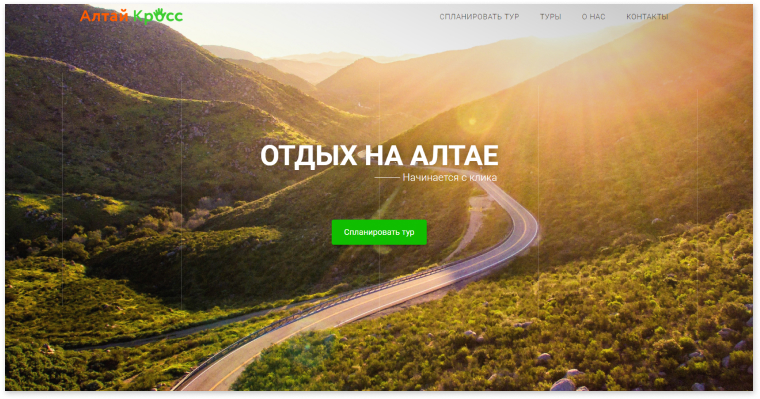 Алтай Кросс
СПЛАНИРОВАТЬ ТУР ТУРЫ О НАС КОНТАКТЫ
ОТДЫХ НА АЛТАЕ
Начинается с клика
Спланировать тур